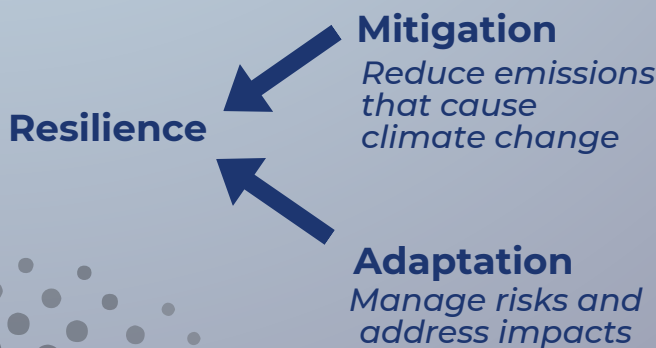 Mitigation
Reduce emissions
that cause
climate change
Resilience
Adaptation
Manage risks and
address impacts